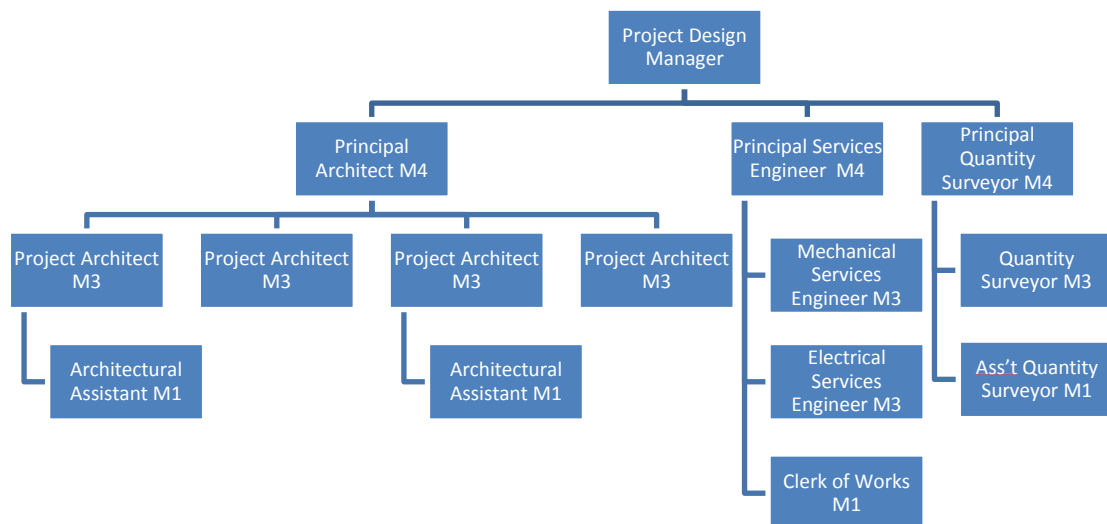 Project Design
Manager
Principal
Architect M4
Principal Services
Engineer M4
Principal
Quantity
Surveyor M4
Project Architect
M3
Project Architect
M3
Project Architect
M3
Project Architect
M3
Mechanical
Services
Engineer M3
Quantity
Surveyor M3
Architectural
Assistant M1
Architectural
Assistant M1
Electrical
Services
Engineer M3
Ass’t Quantity
Surveyor M1
Clerk of Works
M1